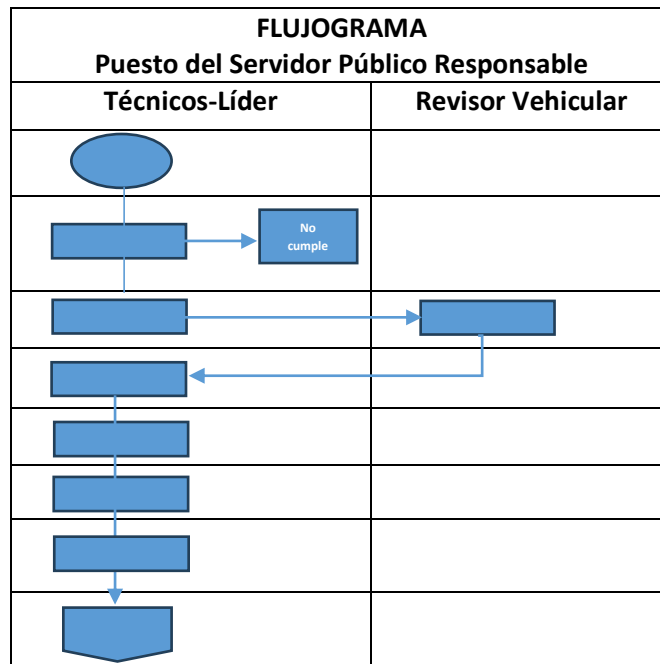 FLUJOGRAMA
Puesto del Servidor Público Responsable
Técnicos-Líder
Revisor Vehicular
No
cumple